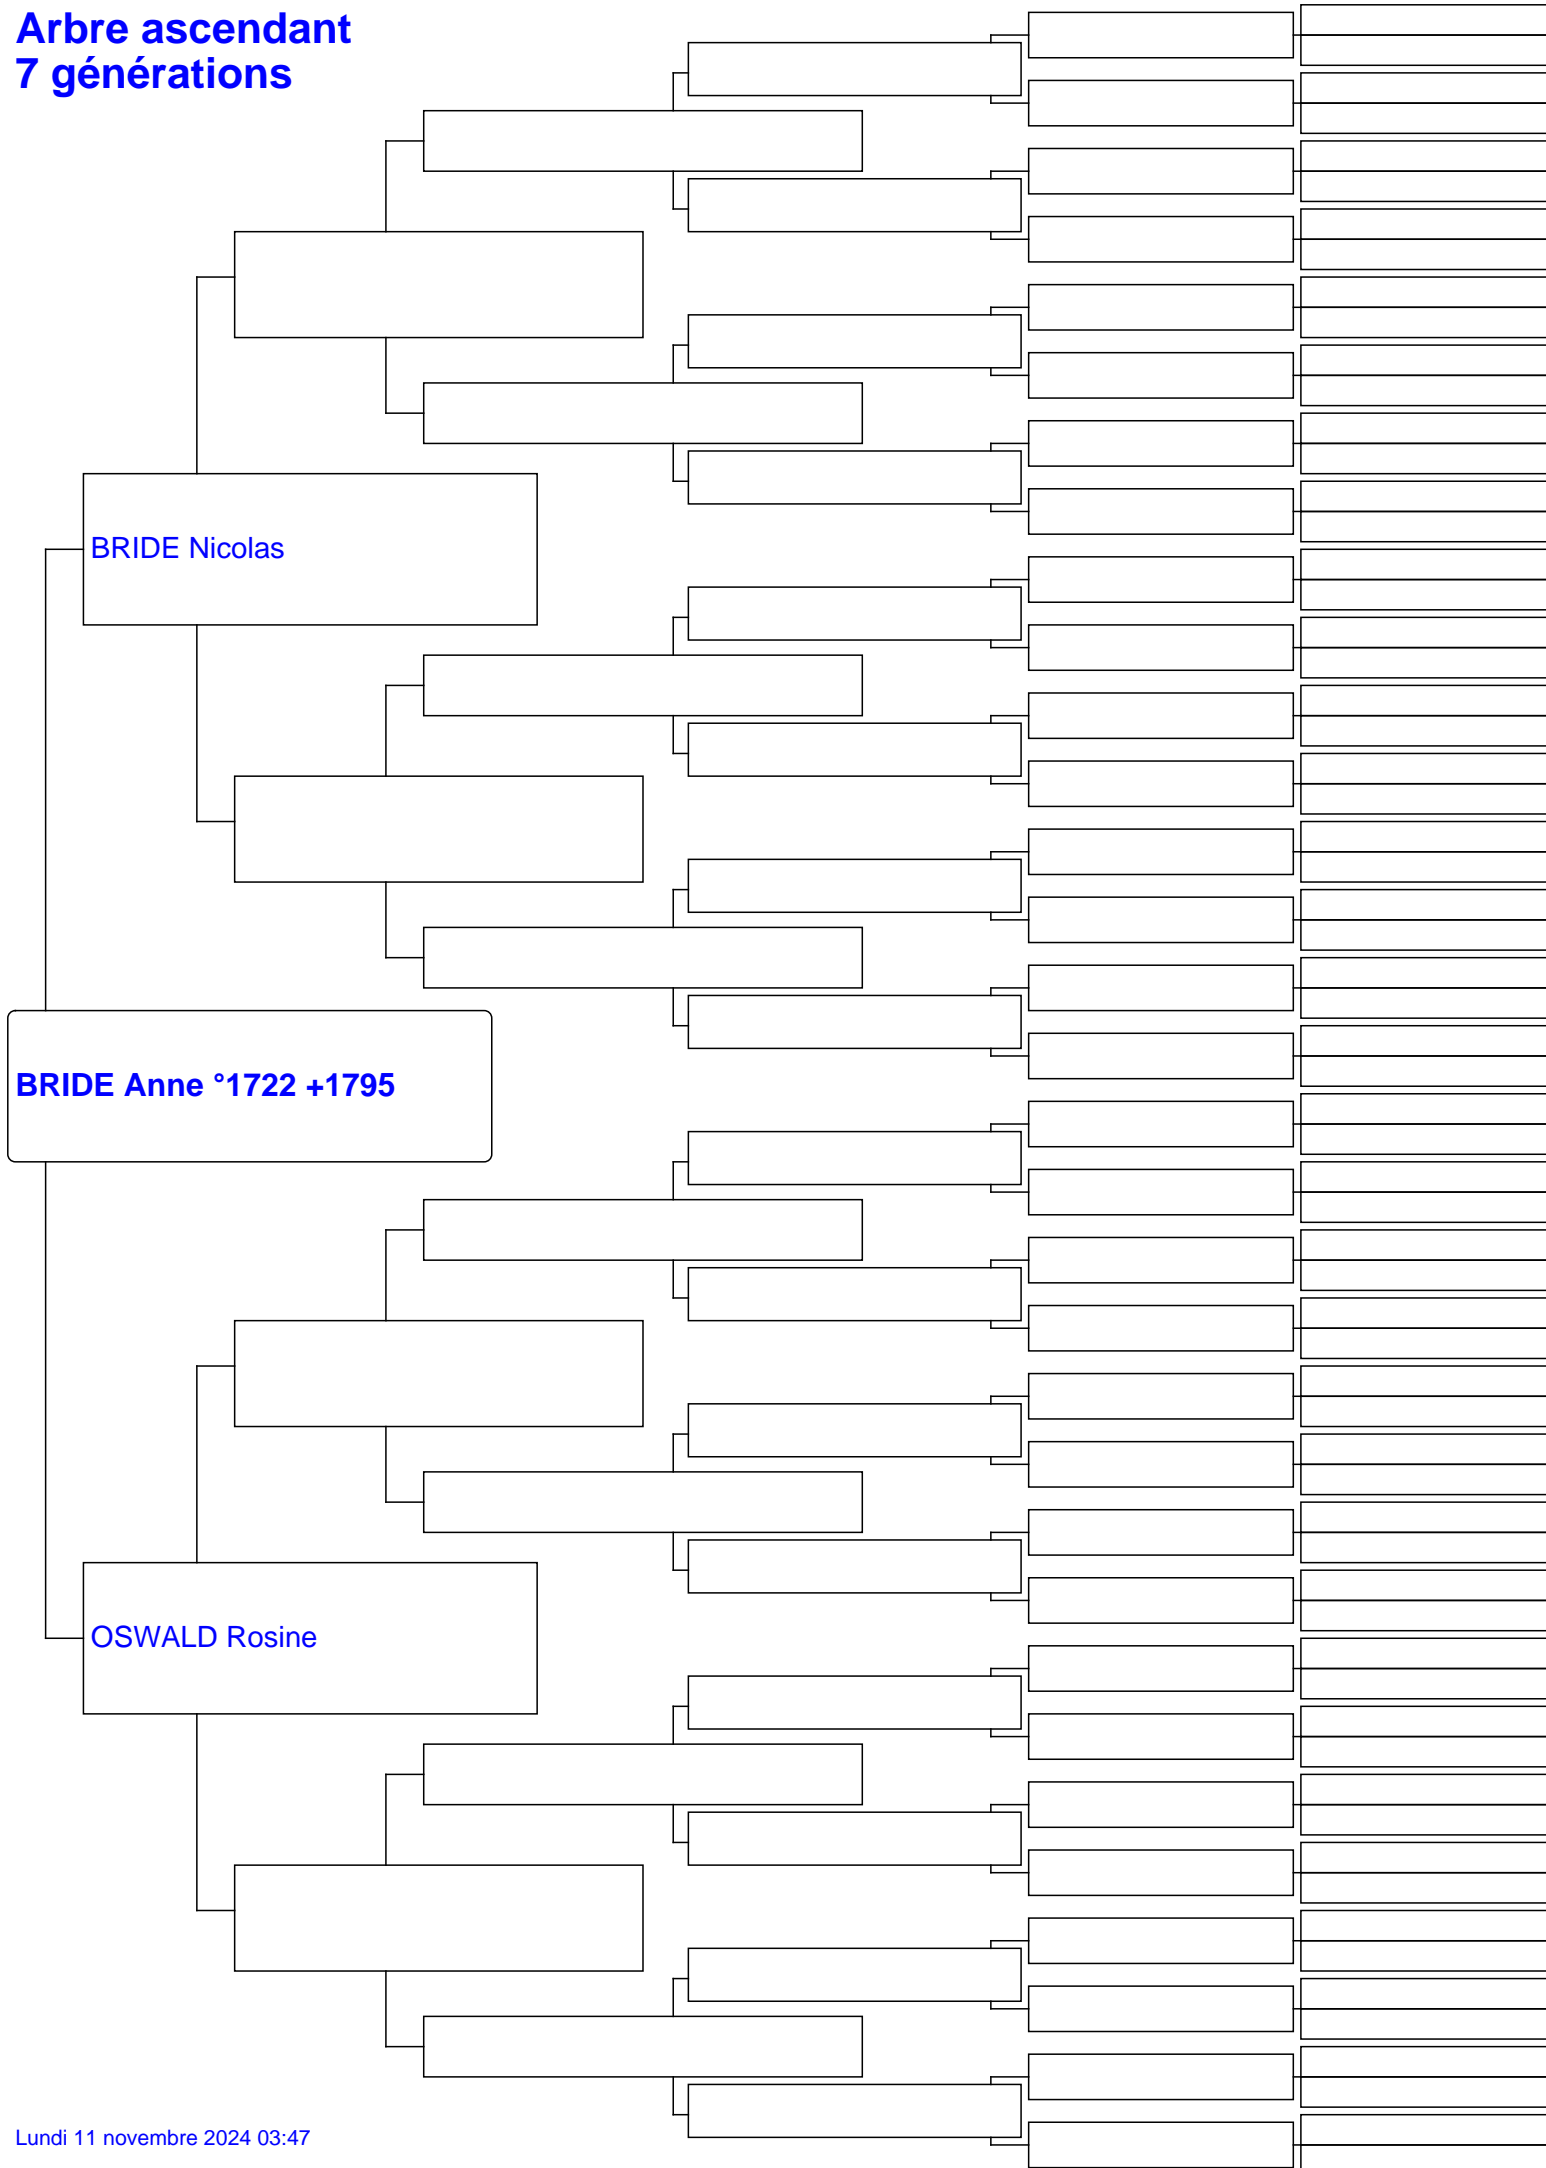 Arbre ascendant
7 générations
BRIDE Nicolas
BRIDE Anne °1722 +1795
OSWALD Rosine
Lundi 11 novembre 2024 03:47